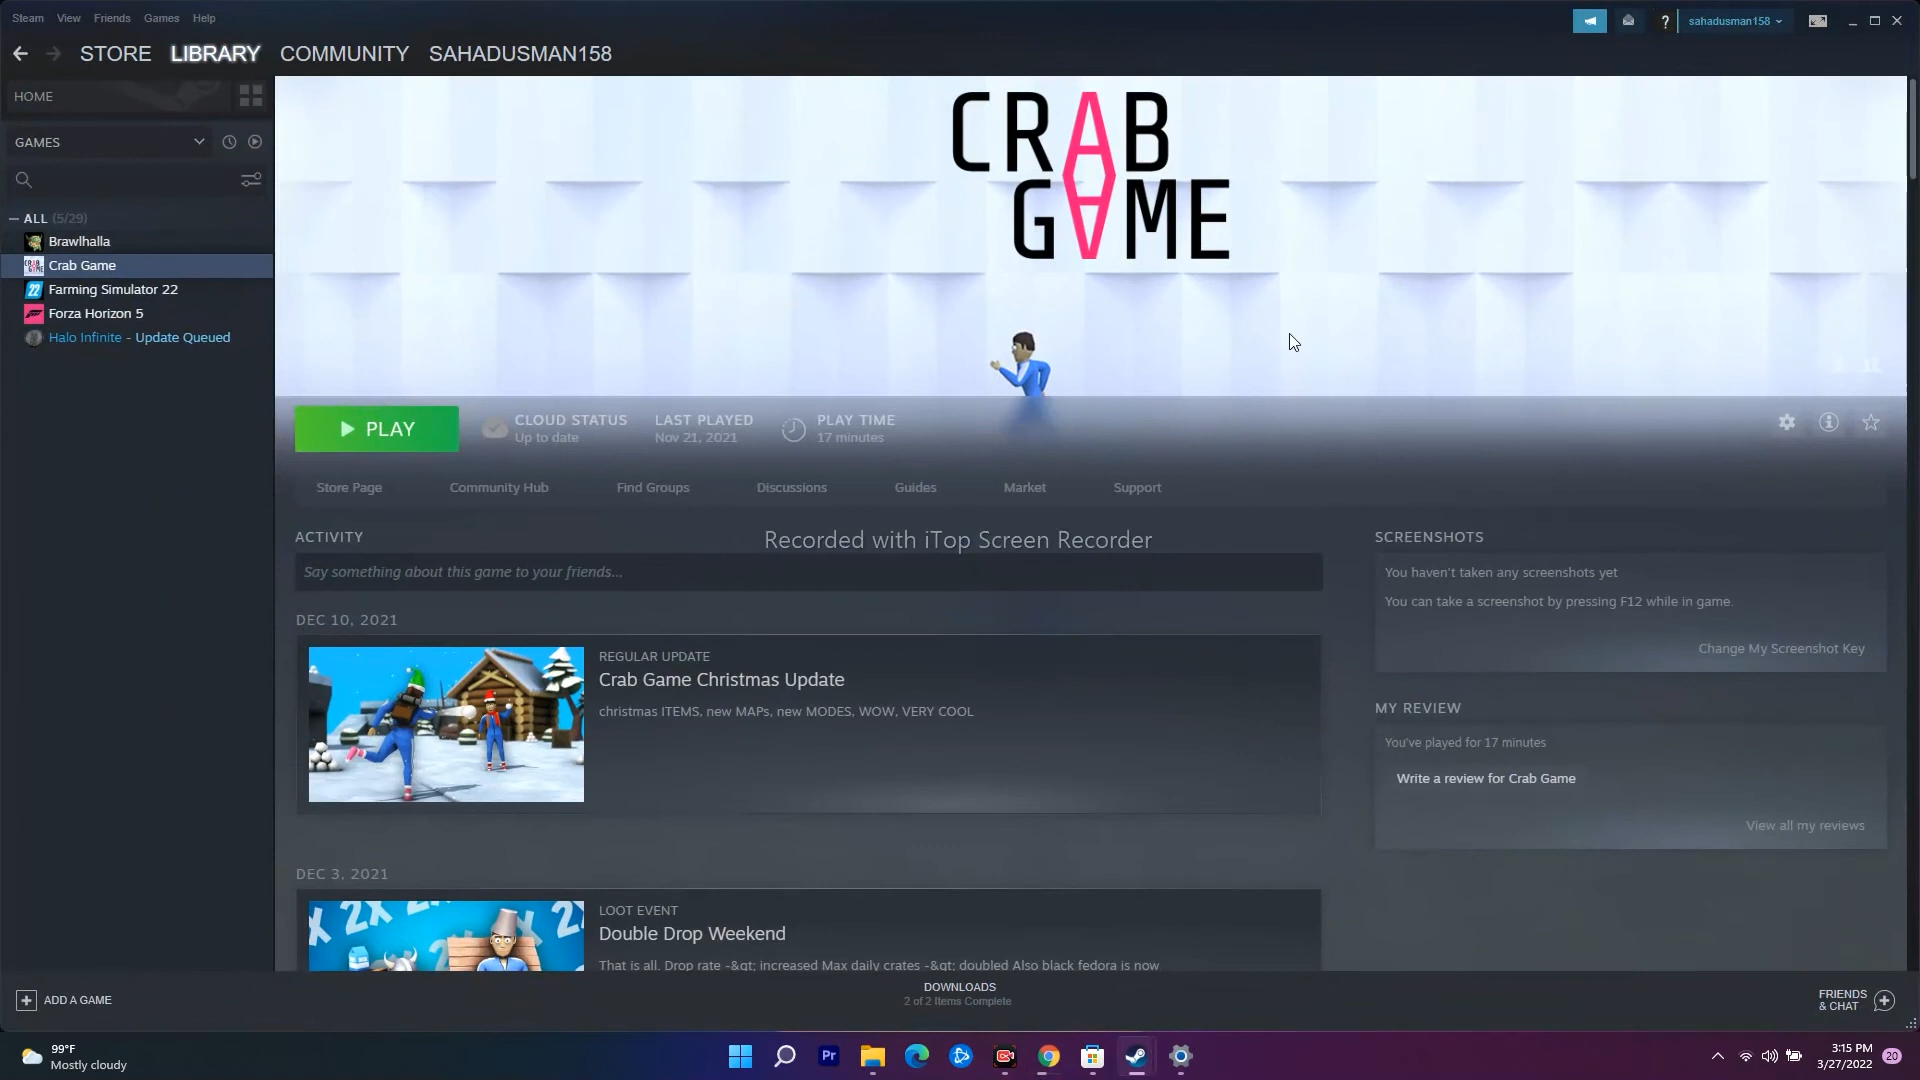 Steam View Friends Games Help
sahadusman158
STORE LIBRARY COMMUNITY SAHADUSMAN158
HOME
GAMES
ALL (5/29)
Brawlhalla
Crab Game
Farming Simulator 22
Forza Horizon 5
Halo Infinite - Update Queued
CRAB
GAME
PLAY
CLOUD STATUS
Up to date
LAST PLAYED
Nov 21, 2021
PLAY TIME
17 minutes
Store Page Community Hub Find Groups Discussions Guides Market Support
ACTIVITY
Recorded with iTop Screen Recorder
Say something about this game to your friends...
DEC 10, 2021
REGULAR UPDATE
Crab Game Christmas Update
christmas ITEMS, new MAPs, new MODES, WOW, VERY COOL
DEC 3, 2021
2X 2X 2
LOOT EVENT
Double Drop Weekend
That is all. Drop rate -&gt; increased Max daily crates -&gt; doubled Also black fedora is now
SCREENSHOTS
You haven't taken any screenshots yet
You can take a screenshot by pressing F12 while in game.
Change My Screenshot Key
MY REVIEW
You've played for 17 minutes
Write a review for Crab Game
View all my reviews
ADD A GAME
DOWNLOADS
2 of 2 Items Complete
FRIENDS
& CHAT
99°F
Mostly cloudy
Pr
3:15 PM
3/27/2022
20